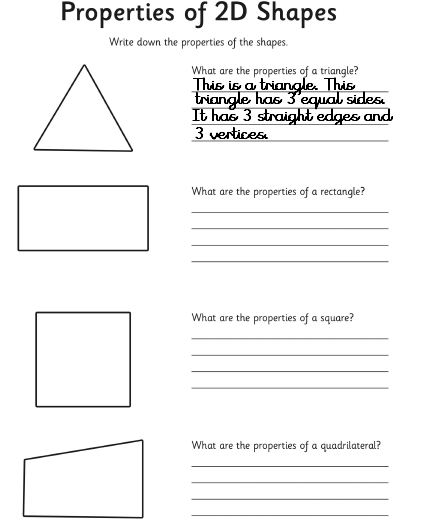 Properties of 2D Shapes
Write down the properties of the shapes.
What are the properties of a triangle?
This is a triangle. This
triangle has 3 equal sides.
It has 3 straight edges and
3 vertices.
What are the properties of a rectangle?
What are the properties of a square?
What are the properties of a quadrilateral?